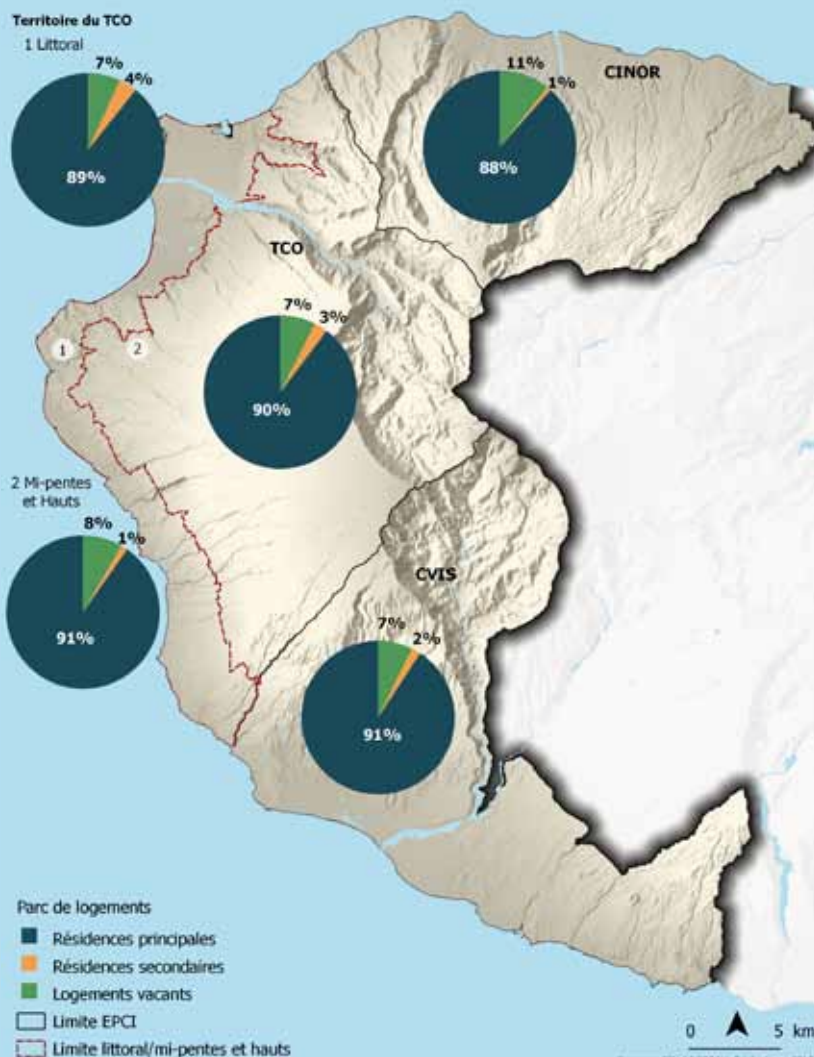 Territoire du TCO
1 Littoral
7%
4%
89%
11%
1%
88%
CINOR
TCO
7%
3%
90%
1
2
2 Mi-pentes
et Hauts
8%
1%
91%
CVIS
7%
2%
91%
Parc de logements
Résidences principales
Résidences secondaires
Logements vacants
Limite EPCI
Limite littoral/mi-pentes et hauts
0 5 km